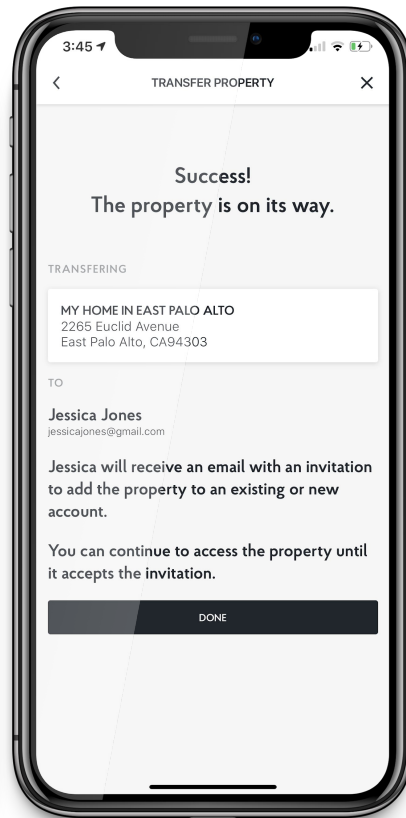 3:45
TRANSFER PROPERTY
Success!
The property is on its way.
TRANSFERING
MY HOME IN EAST PALO ALTO
2265 Euclid Avenue
East Palo Alto, CA94303
TO
Jessica Jones
jessicajones@gmail.com
Jessica will receive an email with an invitation
to add the property to an existing or new
account.
You can continue to access the property until
it accepts the invitation.
DONE